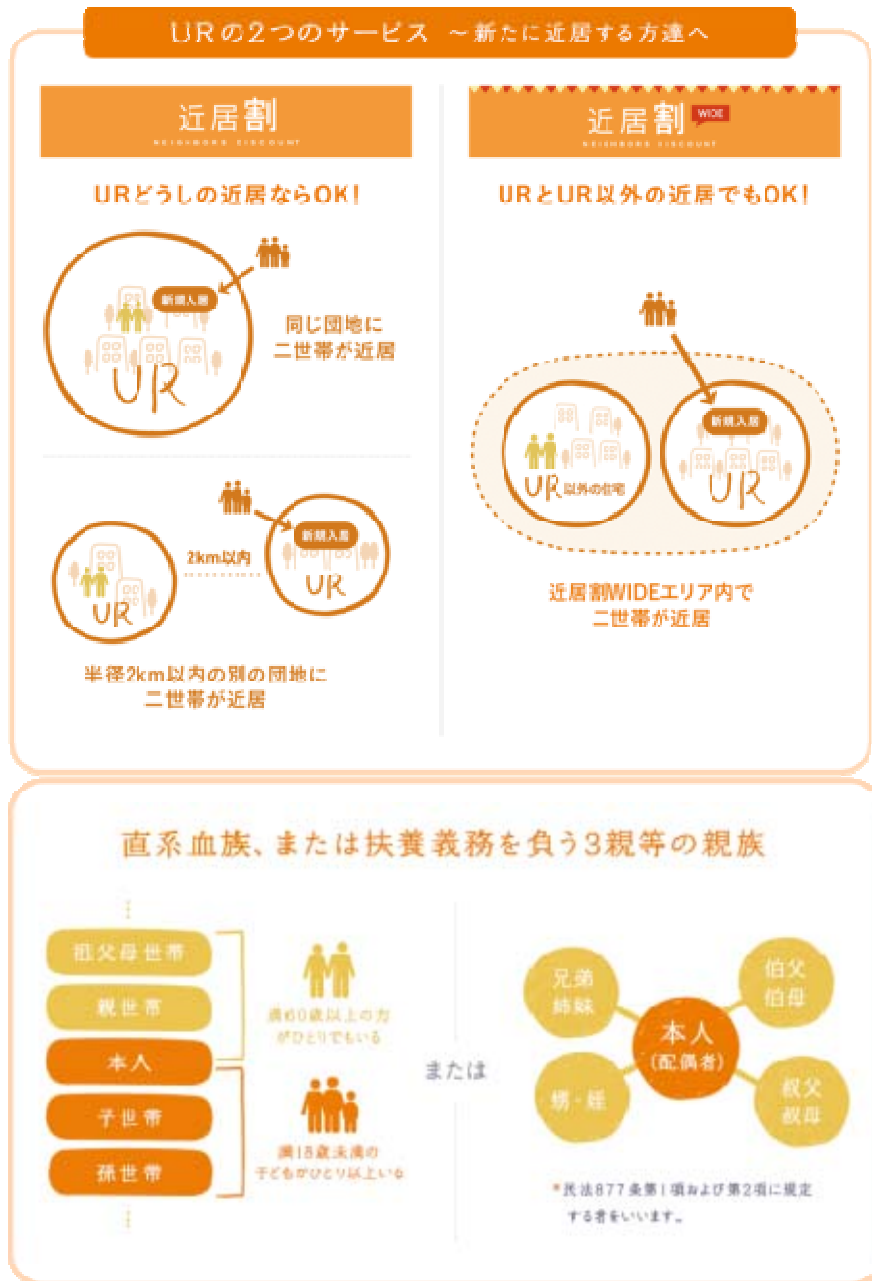 URの2つのサービス ～新たに近居する方達へ
近居割
NEIGHBORS DISCOUNT
URどうしの近居ならOK!
新規入居
UR
同じ団地に
二世帯が近居
新規入居
2km以内
UR
UR
半径2km以内の別の団地に
二世帯が近居
近居割 WIDE
NEIGHBORS DISCOUNT
URとUR以外の近居でもOK!
新規入居
UR以外の住宅
UR
近居割WIDEエリア内で
二世帯が近居
直系血族、または扶養義務を負う3親等の親族
祖父母世帯
親世帯
本人
子世帯
孫世帯
満60歳以上の方
がひとりでもいる
満18歳未満の
子どもがひとり以上いる
または
兄弟
姉妹
伯父
伯母
本人
(配偶者)
甥・姪
叔父
叔母
*民法877条第1項および第2項に規定
する者をいいます。